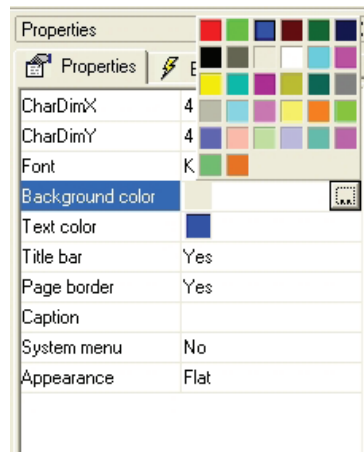 Properties
Properties
CharDimX 4
CharDimY 4
Font K
Background color
Text color
Title bar Yes
Page border Yes
Caption
System menu No
Appearance Flat